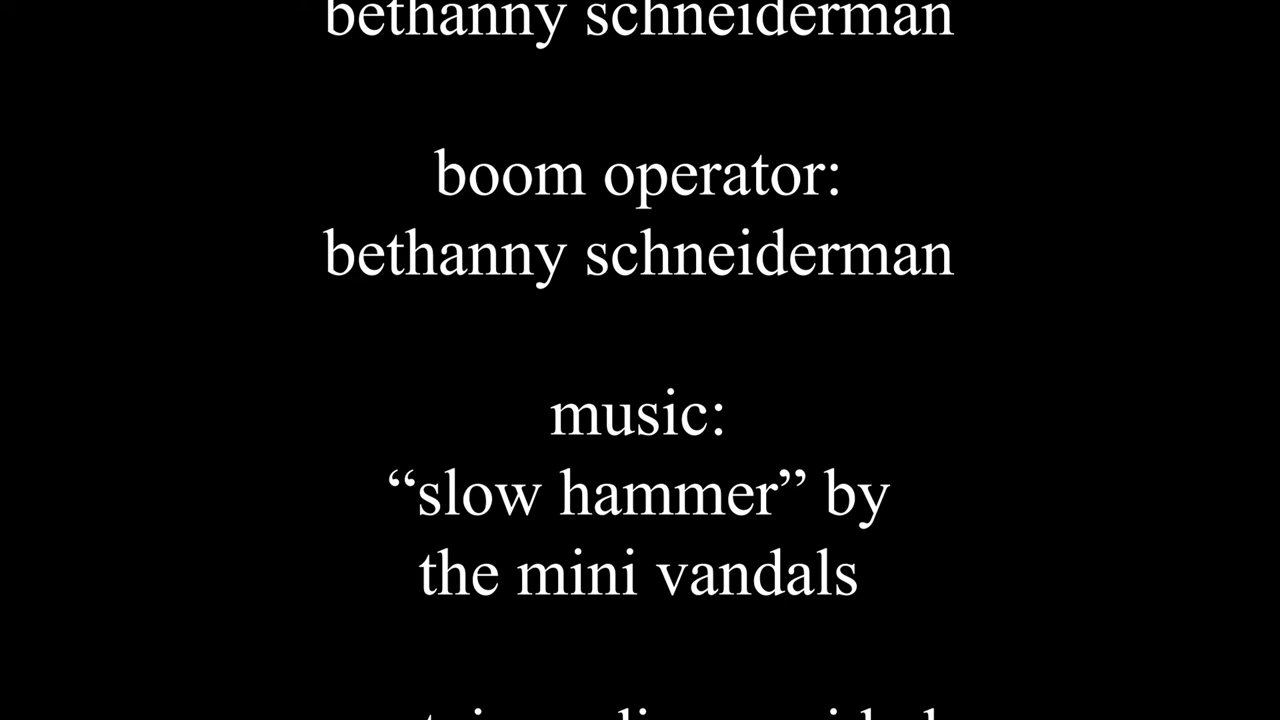 bethanny schneiderman
boom operator:
bethanny schneiderman
music:
“slow hammer” by
the mini vandals